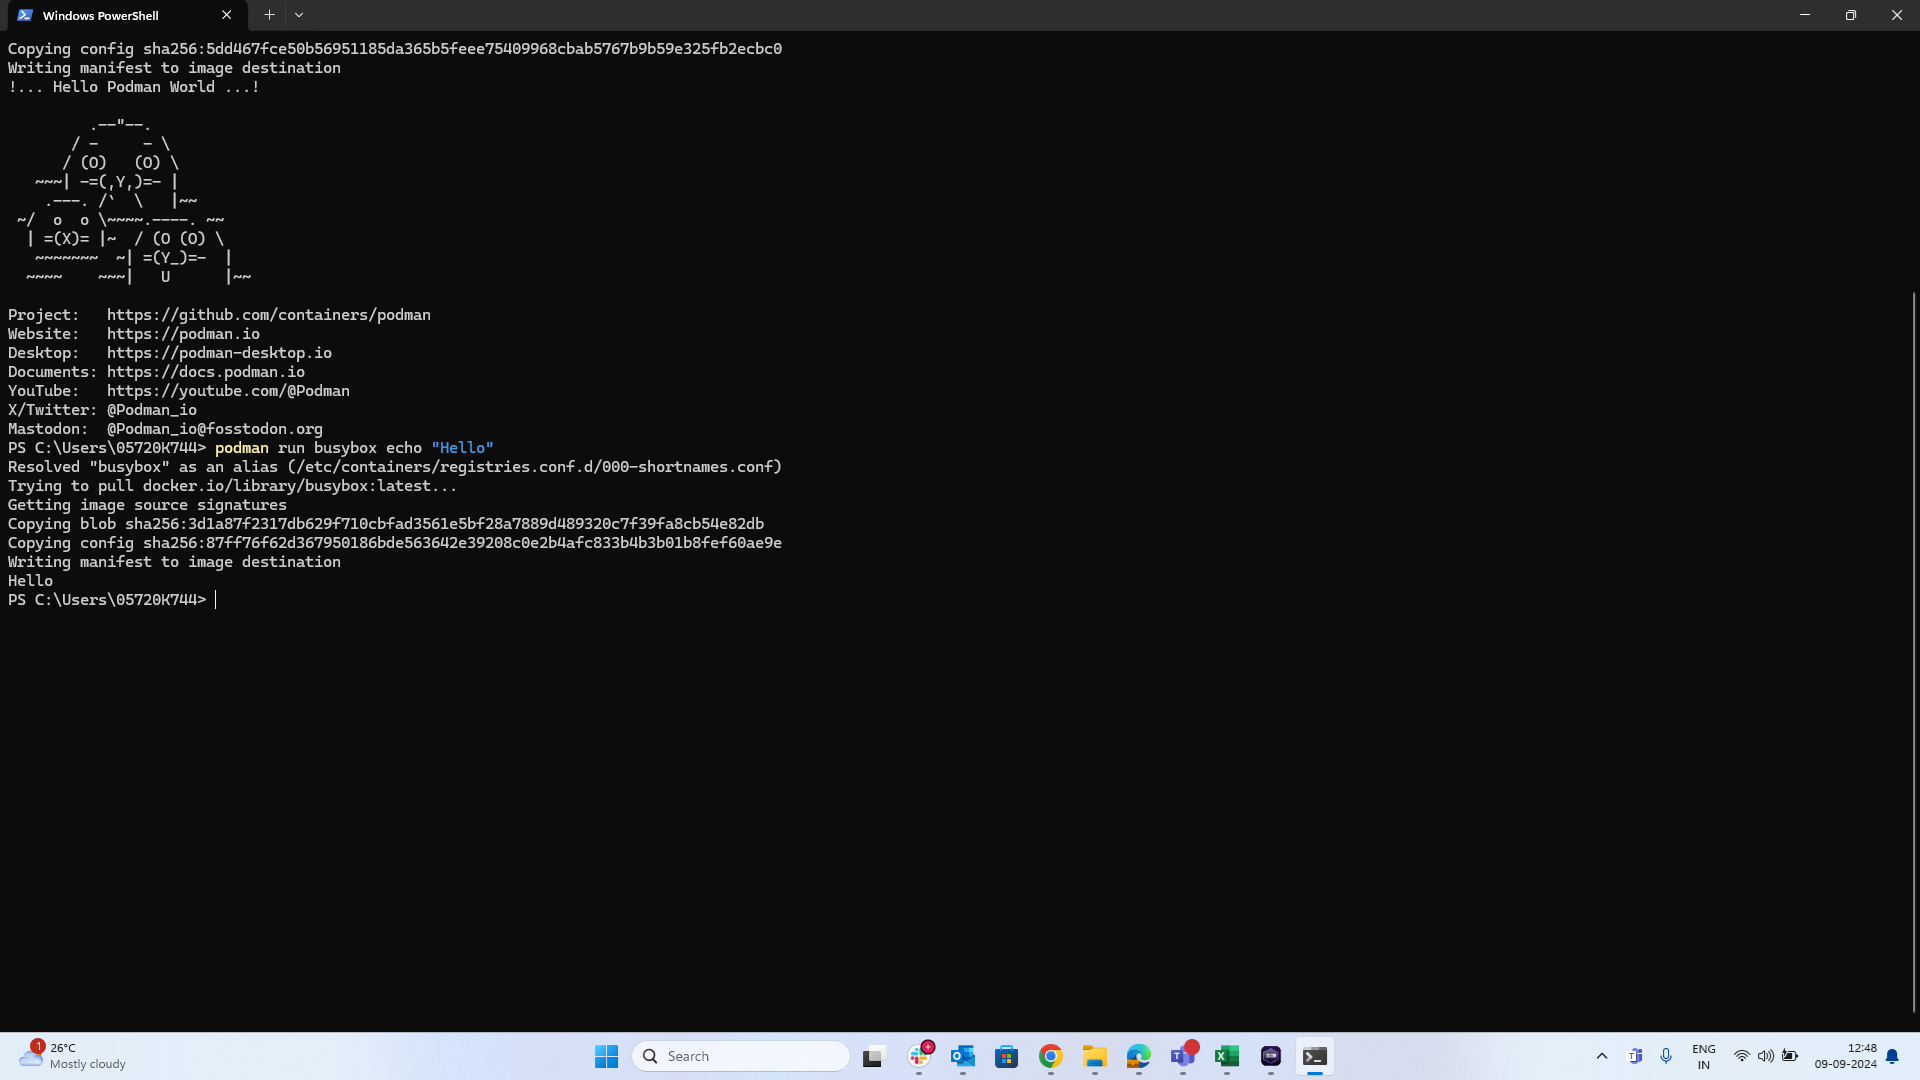 Windows PowerShell
Copying config sha256:5dd467fce50b56951185da365b5feee75409968cbab5767b9b59e325fb2ecbc0
Writing manifest to image destination
!... Hello Podman World ...!

         .--"--.
       / -     - \
      / (O)   (O) \
   ~~~| -=(,Y,)=- |
    .---. /`  \   |~~
 ~/  o  o \~~~~.----. ~~
  | =(X)= |~  / (O (O) \
   ~~~~~~~  ~| =(Y_)=-  |
  ~~~~    ~~~|   U      |~~

Project:   https://github.com/containers/podman
Website:   https://podman.io
Desktop:   https://podman-desktop.io
Documents: https://docs.podman.io
YouTube:   https://youtube.com/@Podman
X/Twitter: @Podman_io
Mastodon:  @Podman_io@fosstodon.org
PS C:\Users\05720K744> podman run busybox echo "Hello"
Resolved "busybox" as an alias (/etc/containers/registries.conf.d/000-shortnames.conf)
Trying to pull docker.io/library/busybox:latest...
Getting image source signatures
Copying blob sha256:3d1a87f2317db629f710cbfad3561e5bf28a7889d489320c7f39fa8cb54e82db
Copying config sha256:87ff76f62d367950186bde563642e39208c0e2b4afc833b4b3b01b8fef60ae9e
Writing manifest to image destination
Hello
PS C:\Users\05720K744>
1
26°C
Mostly cloudy
Search
ENG
IN
12:48
09-09-2024